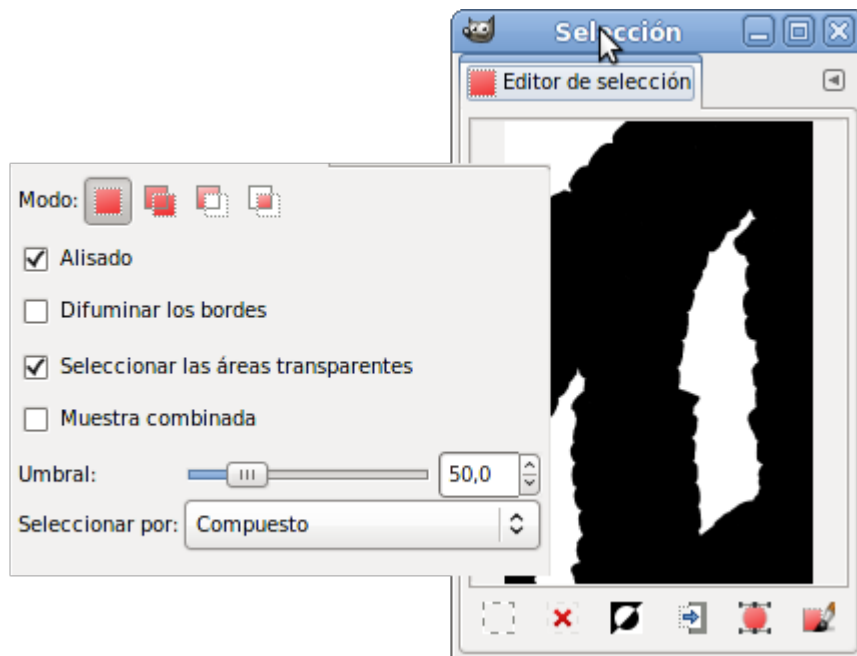 Selección
Editor de selección
Modo:
Alisado
Difuminar los bordes
Seleccionar las áreas transparentes
Muestra combinada
Umbral: 50,0
Seleccionar por: Compuesto